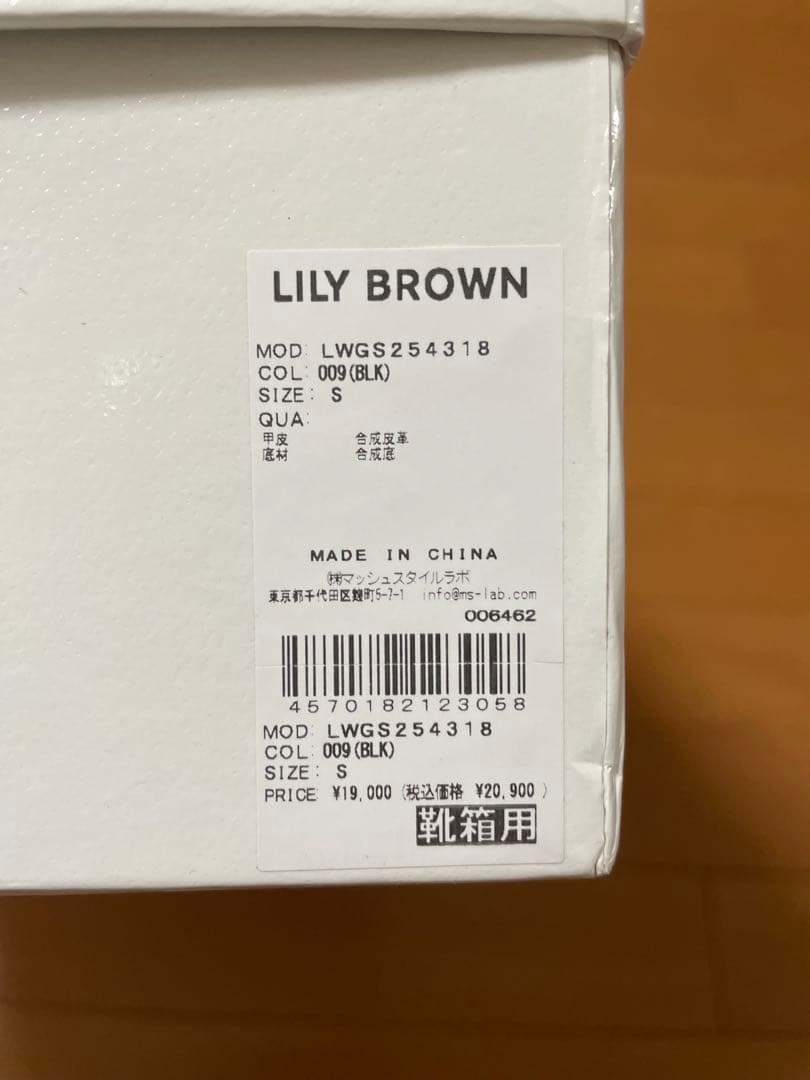 LILY BROWN
MOD: LWGS254318
COL: 009(BLK)
SIZE: S
QUA:
甲皮 合成皮革
底材 合成底
MADE IN CHINA
㈱マッシュスタイルラボ
東京都千代田区麹町5-7-1 info@ms-lab.com
006462
4570182123058
MOD: LWGS254318
COL: 009(BLK)
SIZE: S
PRICE: ¥19,000 (税込価格 ¥20,900 )
靴箱用